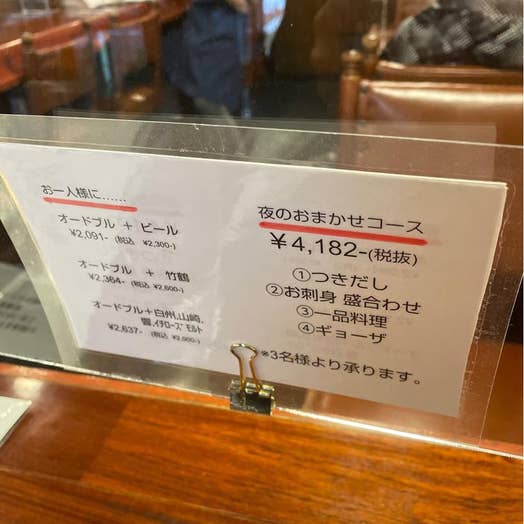 お一人様に……
オードブル + ビール
¥2,091- (税込 ¥2,300-)
オードブル + 竹鶴
¥2,364- (税込 ¥2,600-)
オードブル+白州,山崎,
響,イチローズモルト
¥2,637- (税込 ¥2,900-)
夜のおまかせコース
¥4,182-(税抜)
①つきだし
②お刺身 盛合わせ
③一品料理
④ギョーザ
*3名様より承ります。